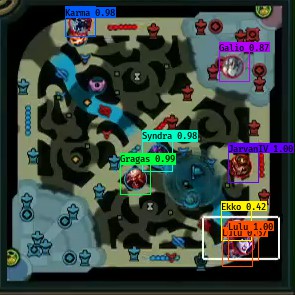 Karma 0.98
Galio 0.87
Syndra 0.98
Gragas 0.99
JarvanIV 1.00
Ekko 0.42
Lulu 1.00